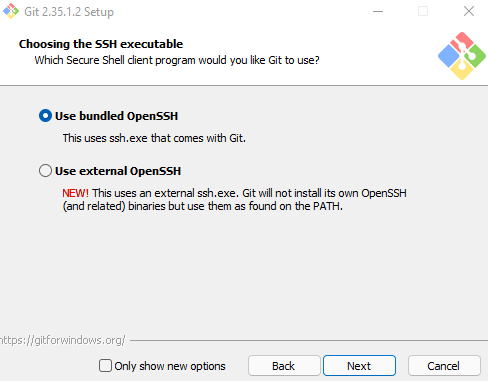 Git 2.35.1.2 Setup
Choosing the SSH executable
Which Secure Shell client program would you like Git to use?
Use bundled OpenSSH
This uses ssh.exe that comes with Git.
Use external OpenSSH
NEW! This uses an external ssh.exe. Git will not install its own OpenSSH
(and related) binaries but use them as found on the PATH.
https://gitforwindows.org/
Only show new options
Back
Next
Cancel